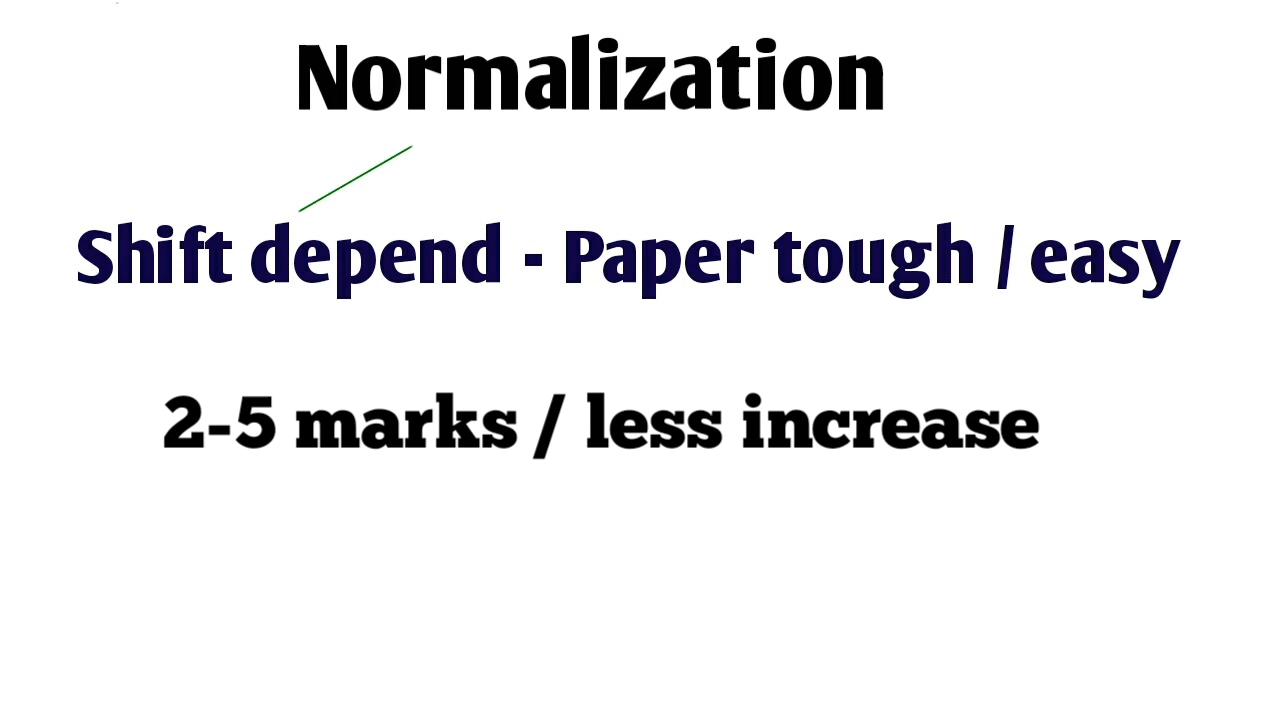 Normalization
Shift depend - Paper tough / easy
2-5 marks / less increase